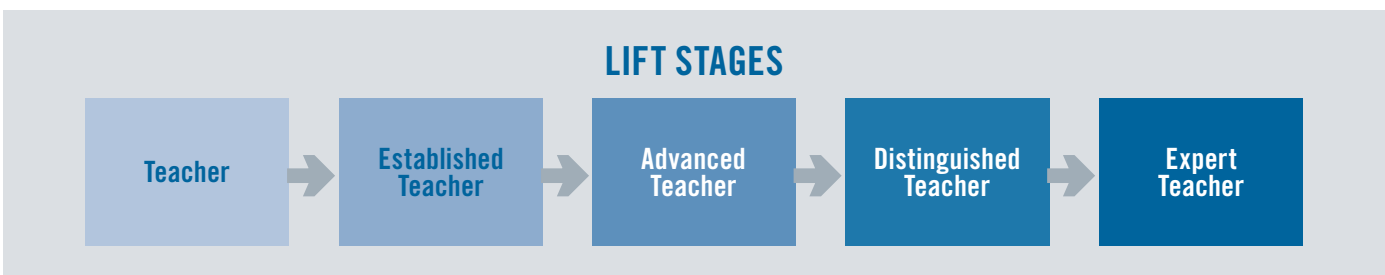 LIFT STAGES
Teacher
Established
Teacher
Advanced
Teacher
Distinguished
Teacher
Expert
Teacher